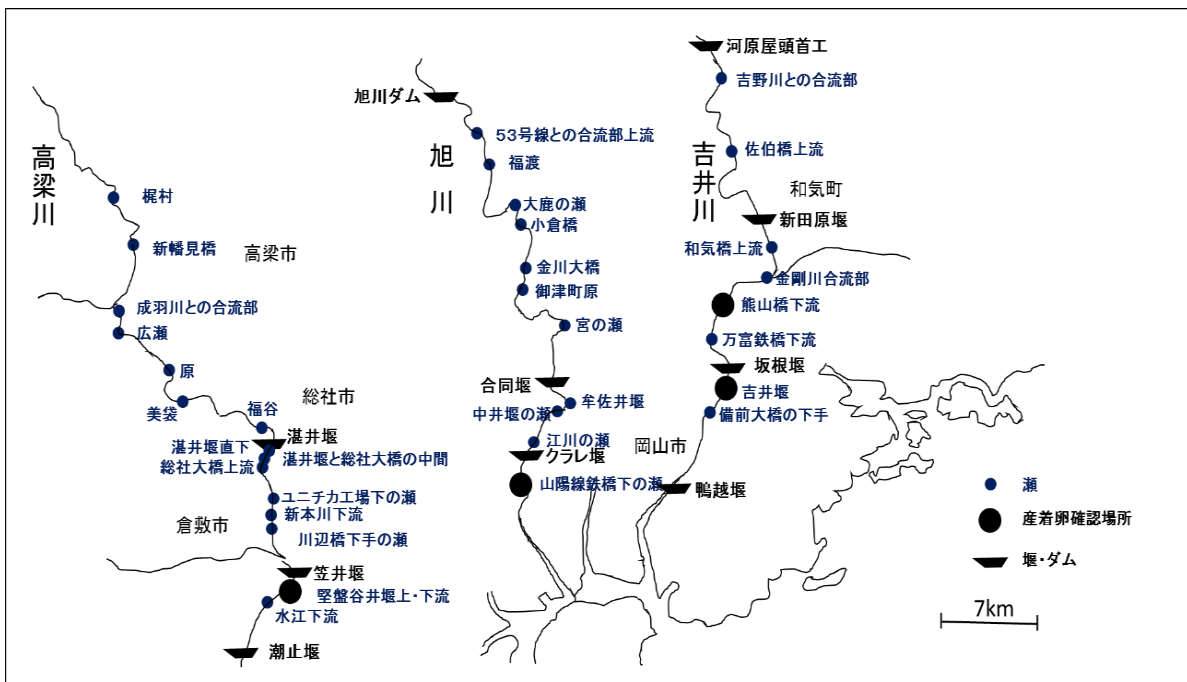 高梁川
梶村
新幡見橋
高梁市
成羽川との合流部
広瀬
原
美袋
総社市
福谷
湛井堰
湛井堰直下
湛井堰と総社大橋の中間
総社大橋上流
ユニチカ工場下の瀬
新本川下流
倉敷市
川辺橋下手の瀬
笠井堰
堅盤谷井堰上・下流
水江下流
潮止堰
旭川ダム
旭川
53号線との合流部上流
福渡
大鹿の瀬
小倉橋
金川大橋
御津町原
宮の瀬
合同堰
牟佐井堰
中井堰の瀬
江川の瀬
クラレ堰
山陽線鉄橋下の瀬
岡山市
河原屋頭首工
吉野川との合流部
吉井川
佐伯橋上流
和気町
新田原堰
和気橋上流
金剛川合流部
熊山橋下流
万富鉄橋下流
坂根堰
吉井堰
備前大橋の下手
鴨越堰
瀬
産着卵確認場所
堰・ダム
7km